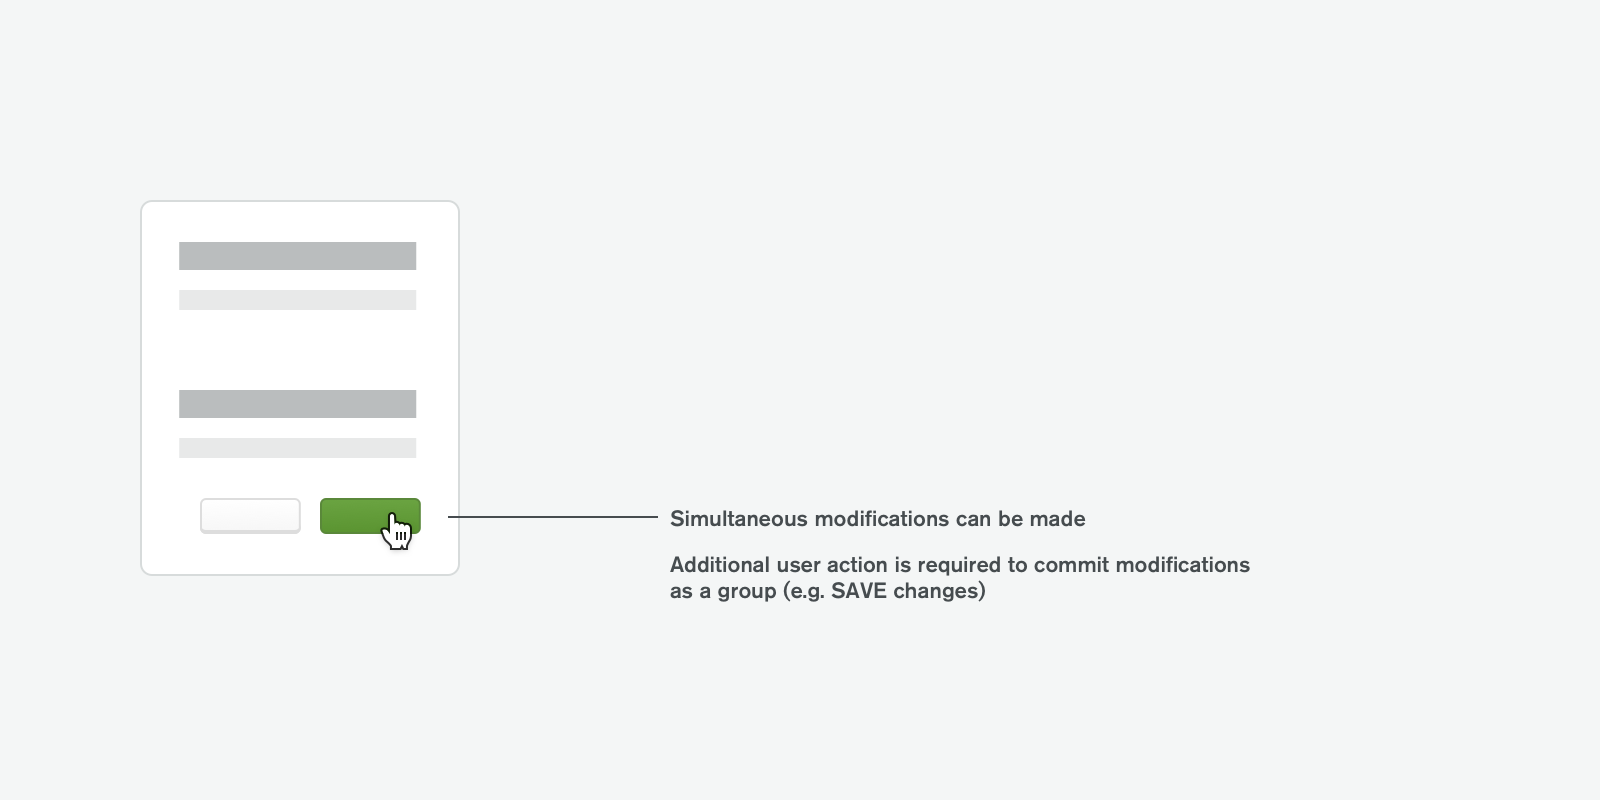 Simultaneous modifications can be made
Additional user action is required to commit modifications
as a group (e.g. SAVE changes)